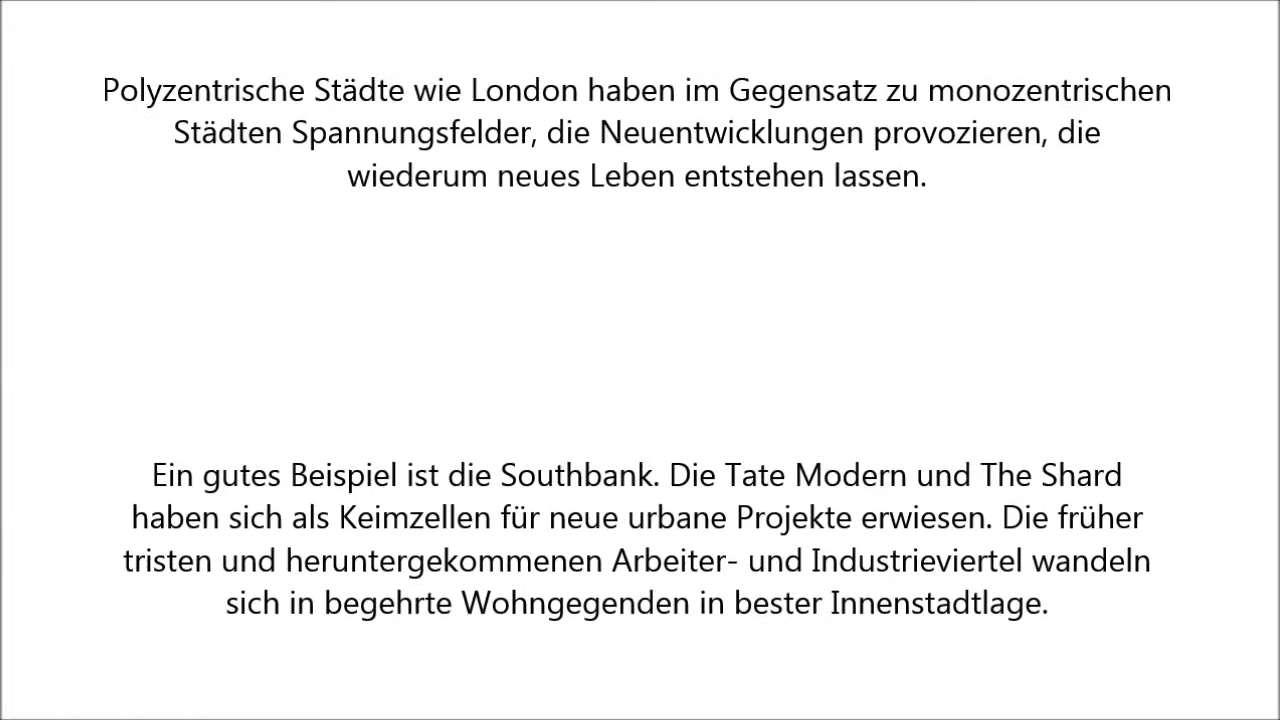 Polyzentrische Städte wie London haben im Gegensatz zu monozentrischen
Städten Spannungsfelder, die Neuentwicklungen provozieren, die
wiederum neues Leben entstehen lassen.
Ein gutes Beispiel ist die Southbank. Die Tate Modern und The Shard
haben sich als Keimzellen für neue urbane Projekte erwiesen. Die früher
tristen und heruntergekommenen Arbeiter- und Industrieviertel wandeln
sich in begehrte Wohngegenden in bester Innenstadtlage.